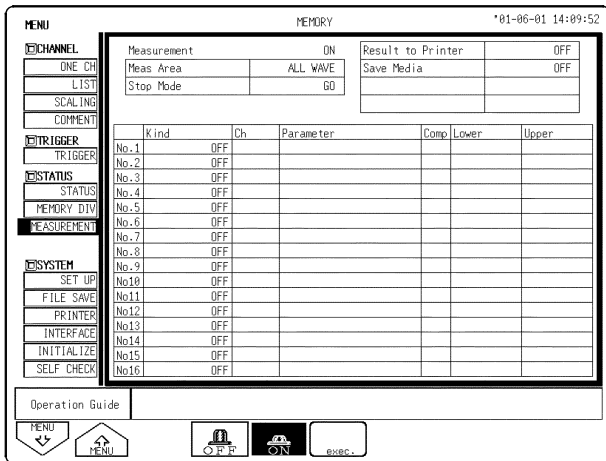 MENU MEMORY '01-06-01 14:09:52
CHANNEL
ONE CH
LIST
SCALING
COMMENT
TRIGGER
TRIGGER
STATUS
STATUS
MEMORY DIV
MEASUREMENT
SYSTEM
SET UP
FILE SAVE
PRINTER
INTERFACE
INITIALIZE
SELF CHECK
Measurement ON Result to Printer OFF
Meas Area ALL WAVE Save Media OFF
Stop Mode GO
Kind Ch Parameter Comp Lower Upper
No.1 OFF
No.2 OFF
No.3 OFF
No.4 OFF
No.5 OFF
No.6 OFF
No.7 OFF
No.8 OFF
No.9 OFF
No10 OFF
No11 OFF
No12 OFF
No13 OFF
No14 OFF
No15 OFF
No16 OFF
Operation Guide
MENU MENU OFF ON exec.